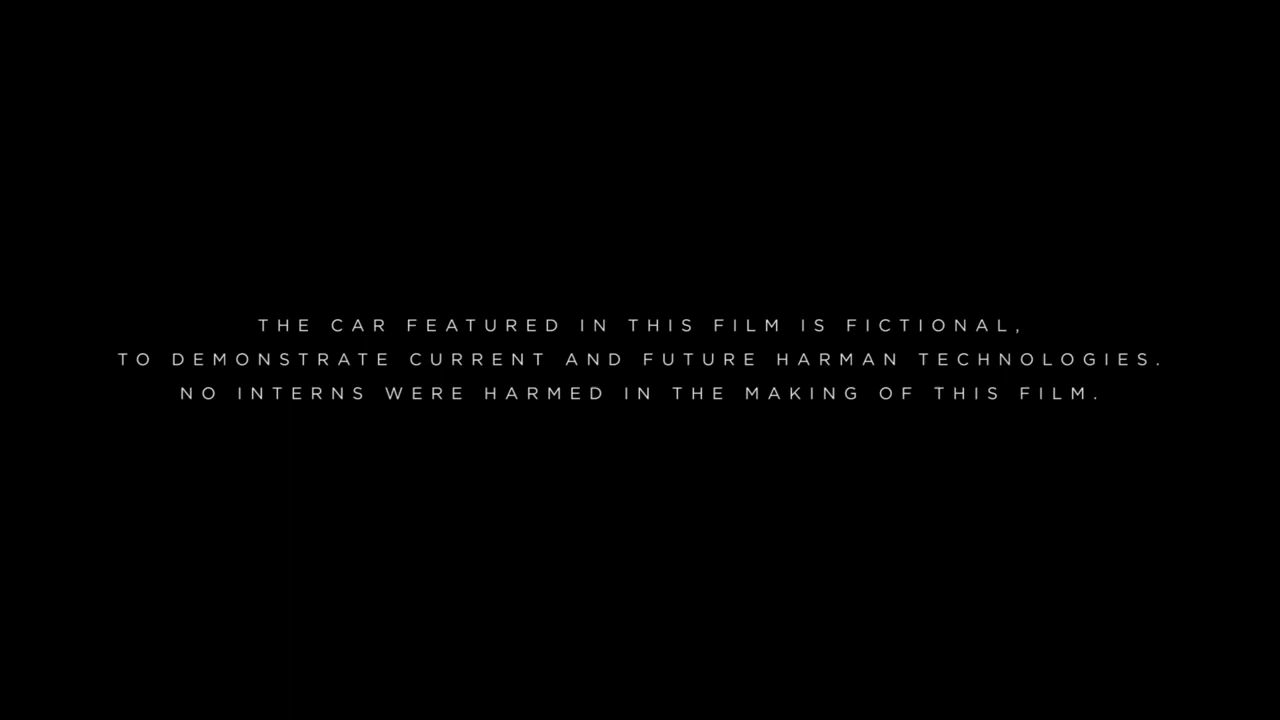 THE CAR FEATURED IN THIS FILM IS FICTIONAL,
TO DEMONSTRATE CURRENT AND FUTURE HARMAN TECHNOLOGIES.
NO INTERNS WERE HARMED IN THE MAKING OF THIS FILM.